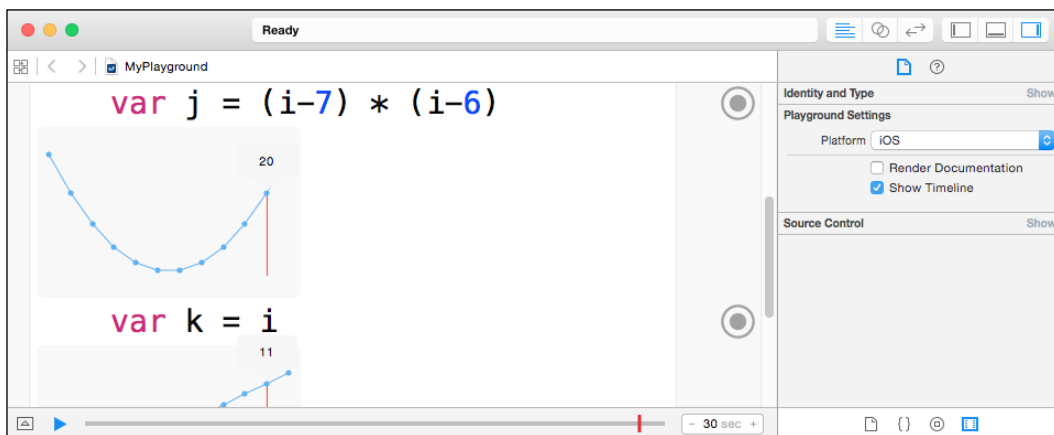 Ready
MyPlayground
var j = (i-7) * (i-6)
20
var k = i
11
- 30 sec +
Identity and Type Show
Playground Settings
Platform iOS
Render Documentation
Show Timeline
Source Control Show